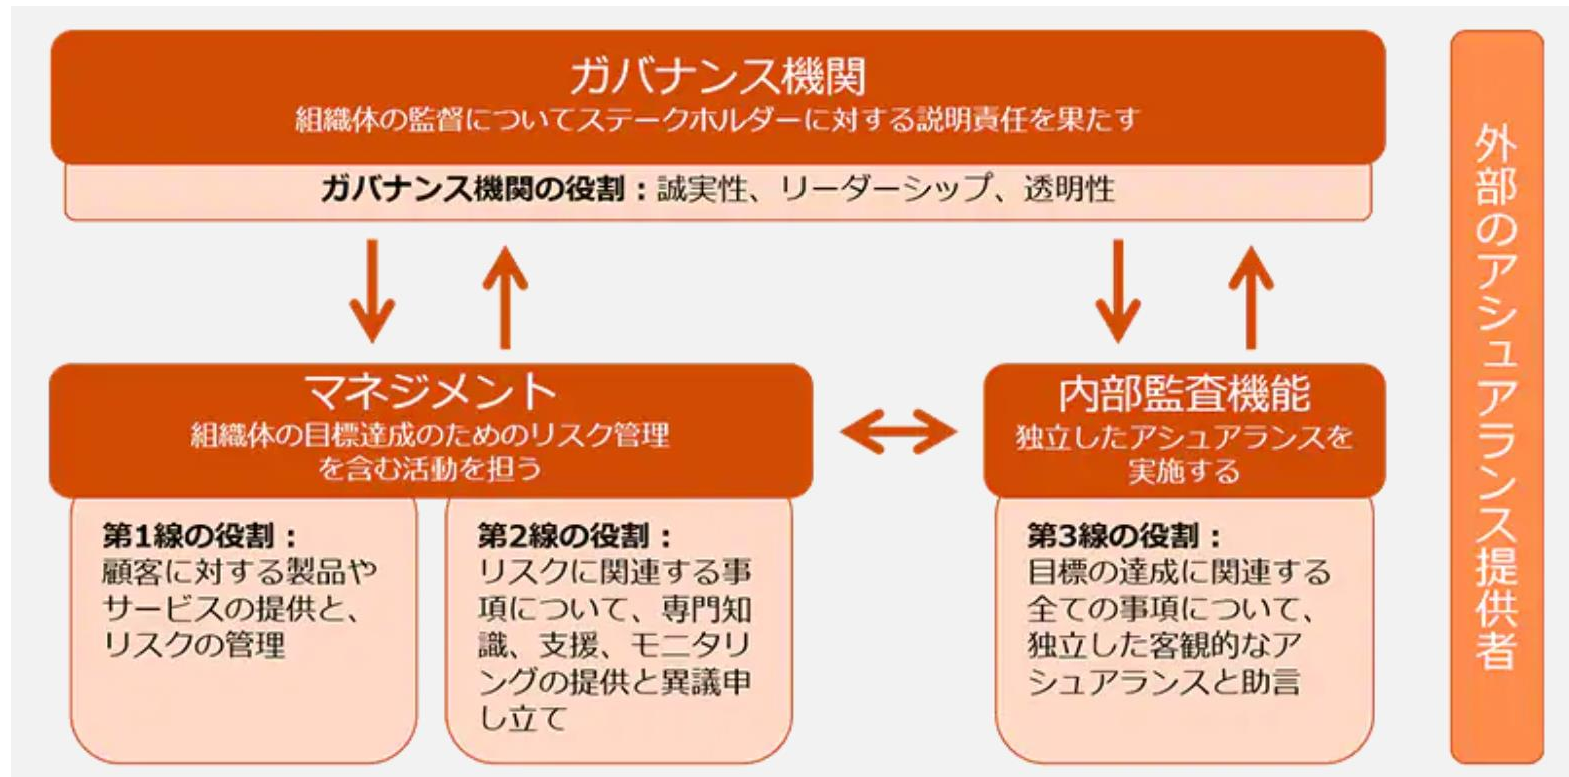 ガバナンス機関
組織体の監督についてステークホルダーに対する説明責任を果たす
ガバナンス機関の役割：誠実性、リーダーシップ、透明性
マネジメント
組織体の目標達成のためのリスク管理
を含む活動を担う
第1線の役割：
顧客に対する製品や
サービスの提供と、
リスクの管理
第2線の役割：
リスクに関連する事
項について、専門知
識、支援、モニタリ
ングの提供と異議申
し立て
内部監査機能
独立したアシュアランスを
実施する
第3線の役割：
目標の達成に関連する
全ての事項について、
独立した客観的なア
シュアランスと助言
外部のアシュアランス提供者